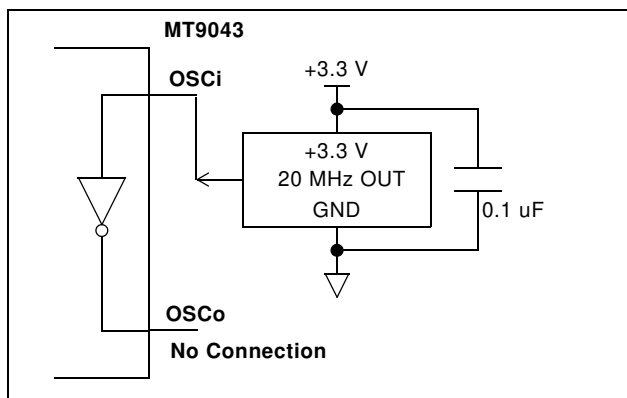 MT9043
OSCi
+3.3 V
+3.3 V
20 MHz OUT
GND
0.1 uF
OSCo
No Connection